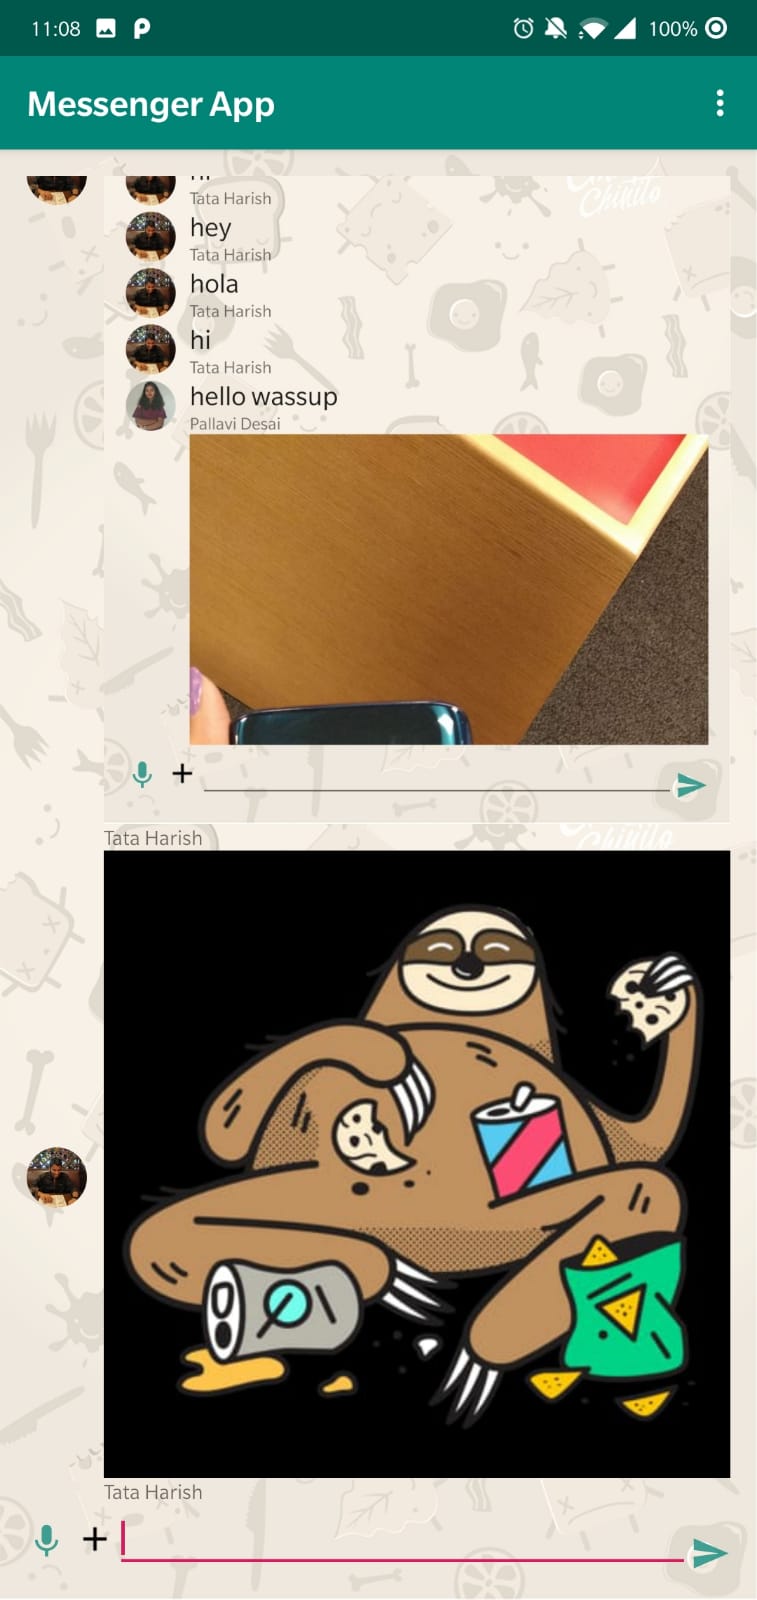 11:08
100%
Messenger App
Tata Harish
hey
Tata Harish
hola
Tata Harish
hi
Tata Harish
hello wassup
Pallavi Desai
Tata Harish
Tata Harish